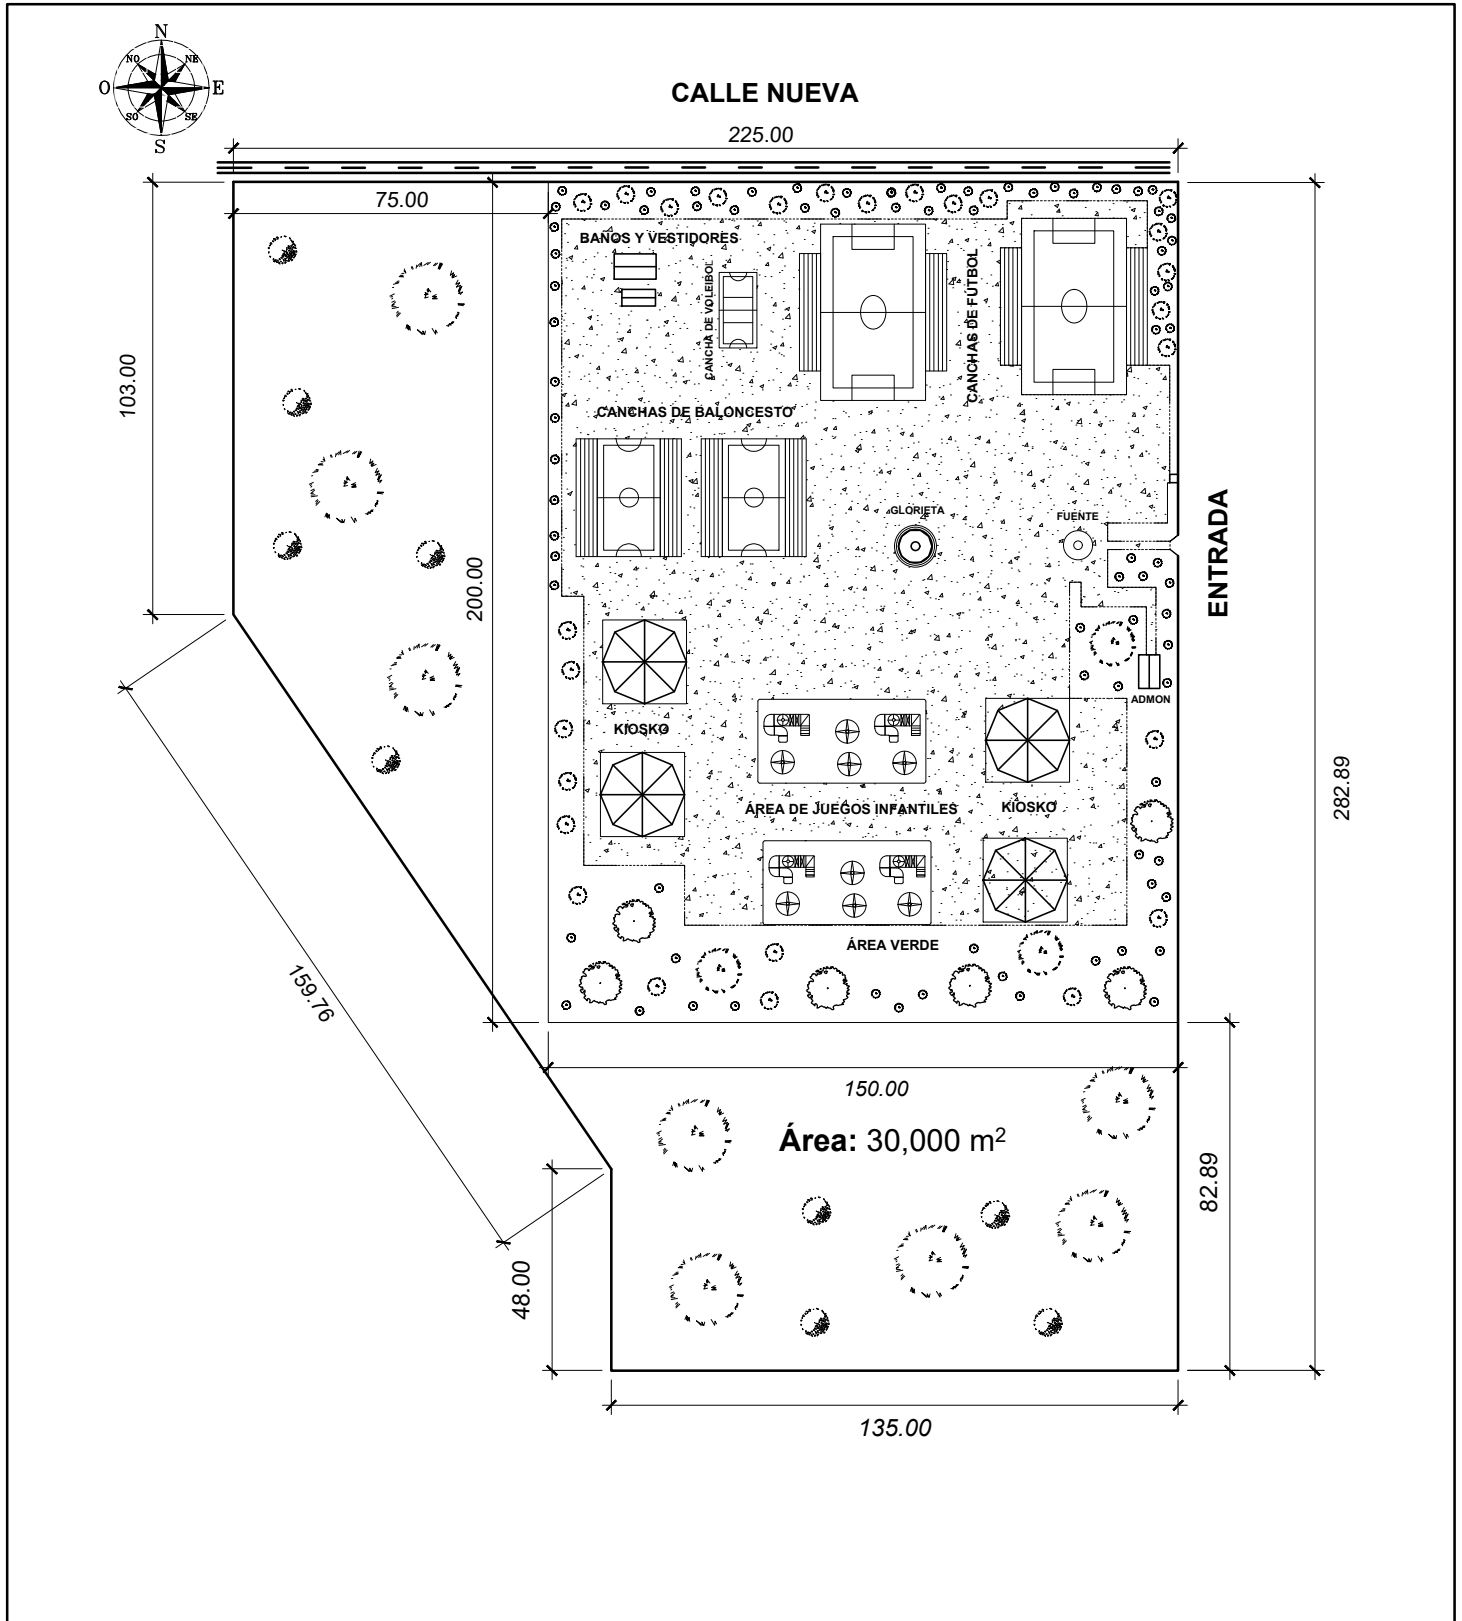 N
NO
NE
O
E
SO
SE
S
CALLE NUEVA
225.00
75.00
BAÑOS Y VESTIDORES
CANCHA DE VOLEIBOL
CANCHAS DE FUTBOL
103.00
CANCHAS DE BALONCESTO
GLORIETA
FUENTE
ENTRADA
200.00
ADMON
KIOSKO
282.89
ÁREA DE JUEGOS INFANTILES
KIOSKO
ÁREA VERDE
159.76
150.00
Área: 30,000 m²
82.89
48.00
135.00